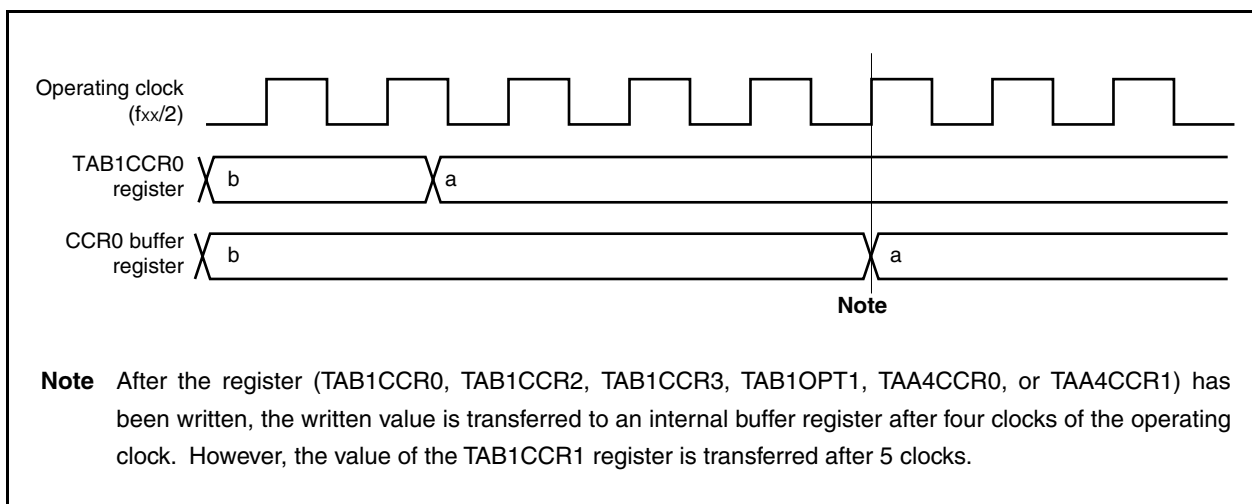 Operating clock
(fxx/2)
TAB1CCR0
register
b
a
CCR0 buffer
register
b
a
Note
Note After the register (TAB1CCR0, TAB1CCR2, TAB1CCR3, TAB1OPT1, TAA4CCR0, or TAA4CCR1) has
been written, the written value is transferred to an internal buffer register after four clocks of the operating
clock. However, the value of the TAB1CCR1 register is transferred after 5 clocks.